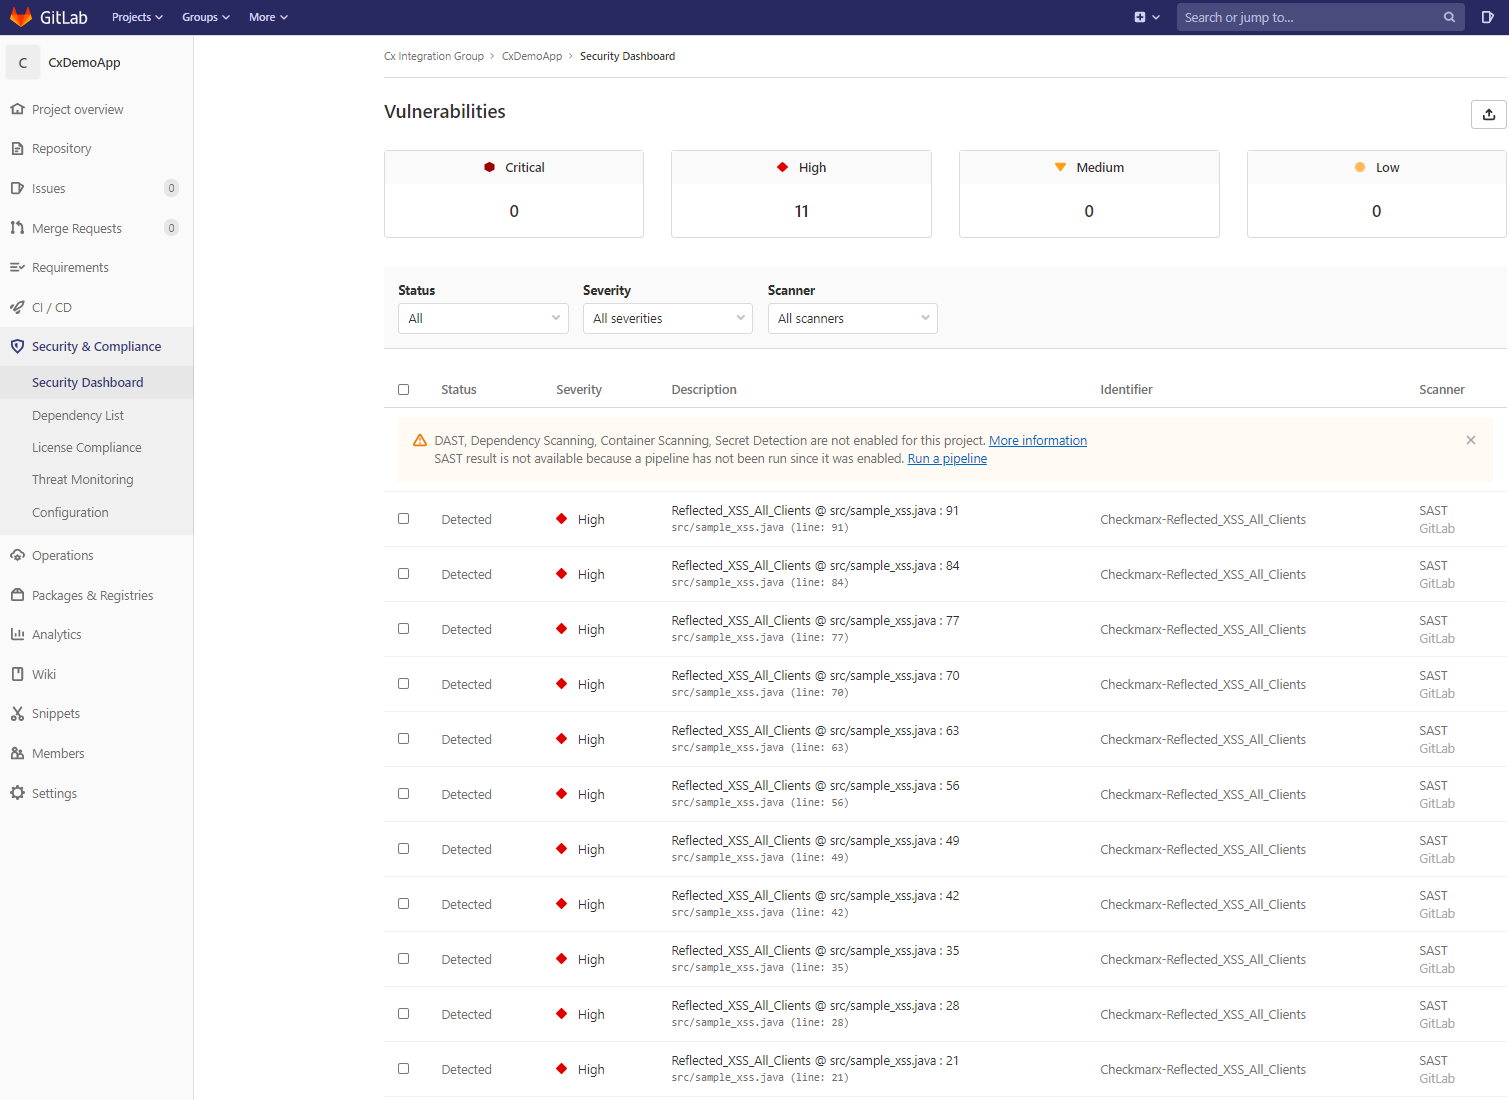 GitLab
Projects
Groups
More
Search or jump to...
C
CxDemoApp
Project overview
Repository
Issues 0
Merge Requests 0
Requirements
CI / CD
Security & Compliance
Security Dashboard
Dependency List
License Compliance
Threat Monitoring
Configuration
Operations
Packages & Registries
Analytics
Wiki
Snippets
Members
Settings
Cx Integration Group > CxDemoApp > Security Dashboard
Vulnerabilities
Critical
0
High
11
Medium
0
Low
0
Status
All
Severity
All severities
Scanner
All scanners
Status Severity Description Identifier Scanner
DAST, Dependency Scanning, Container Scanning, Secret Detection are not enabled for this project. More information
SAST result is not available because a pipeline has not been run since it was enabled. Run a pipeline
Detected High Reflected_XSS_All_Clients @ src/sample_xss.java : 91 Checkmarx-Reflected_XSS_All_Clients SAST
src/sample_xss.java (line: 91) GitLab
Detected High Reflected_XSS_All_Clients @ src/sample_xss.java : 84 Checkmarx-Reflected_XSS_All_Clients SAST
src/sample_xss.java (line: 84) GitLab
Detected High Reflected_XSS_All_Clients @ src/sample_xss.java : 77 Checkmarx-Reflected_XSS_All_Clients SAST
src/sample_xss.java (line: 77) GitLab
Detected High Reflected_XSS_All_Clients @ src/sample_xss.java : 70 Checkmarx-Reflected_XSS_All_Clients SAST
src/sample_xss.java (line: 70) GitLab
Detected High Reflected_XSS_All_Clients @ src/sample_xss.java : 63 Checkmarx-Reflected_XSS_All_Clients SAST
src/sample_xss.java (line: 63) GitLab
Detected High Reflected_XSS_All_Clients @ src/sample_xss.java : 56 Checkmarx-Reflected_XSS_All_Clients SAST
src/sample_xss.java (line: 56) GitLab
Detected High Reflected_XSS_All_Clients @ src/sample_xss.java : 49 Checkmarx-Reflected_XSS_All_Clients SAST
src/sample_xss.java (line: 49) GitLab
Detected High Reflected_XSS_All_Clients @ src/sample_xss.java : 42 Checkmarx-Reflected_XSS_All_Clients SAST
src/sample_xss.java (line: 42) GitLab
Detected High Reflected_XSS_All_Clients @ src/sample_xss.java : 35 Checkmarx-Reflected_XSS_All_Clients SAST
src/sample_xss.java (line: 35) GitLab
Detected High Reflected_XSS_All_Clients @ src/sample_xss.java : 28 Checkmarx-Reflected_XSS_All_Clients SAST
src/sample_xss.java (line: 28) GitLab
Detected High Reflected_XSS_All_Clients @ src/sample_xss.java : 21 Checkmarx-Reflected_XSS_All_Clients SAST
src/sample_xss.java (line: 21) GitLab